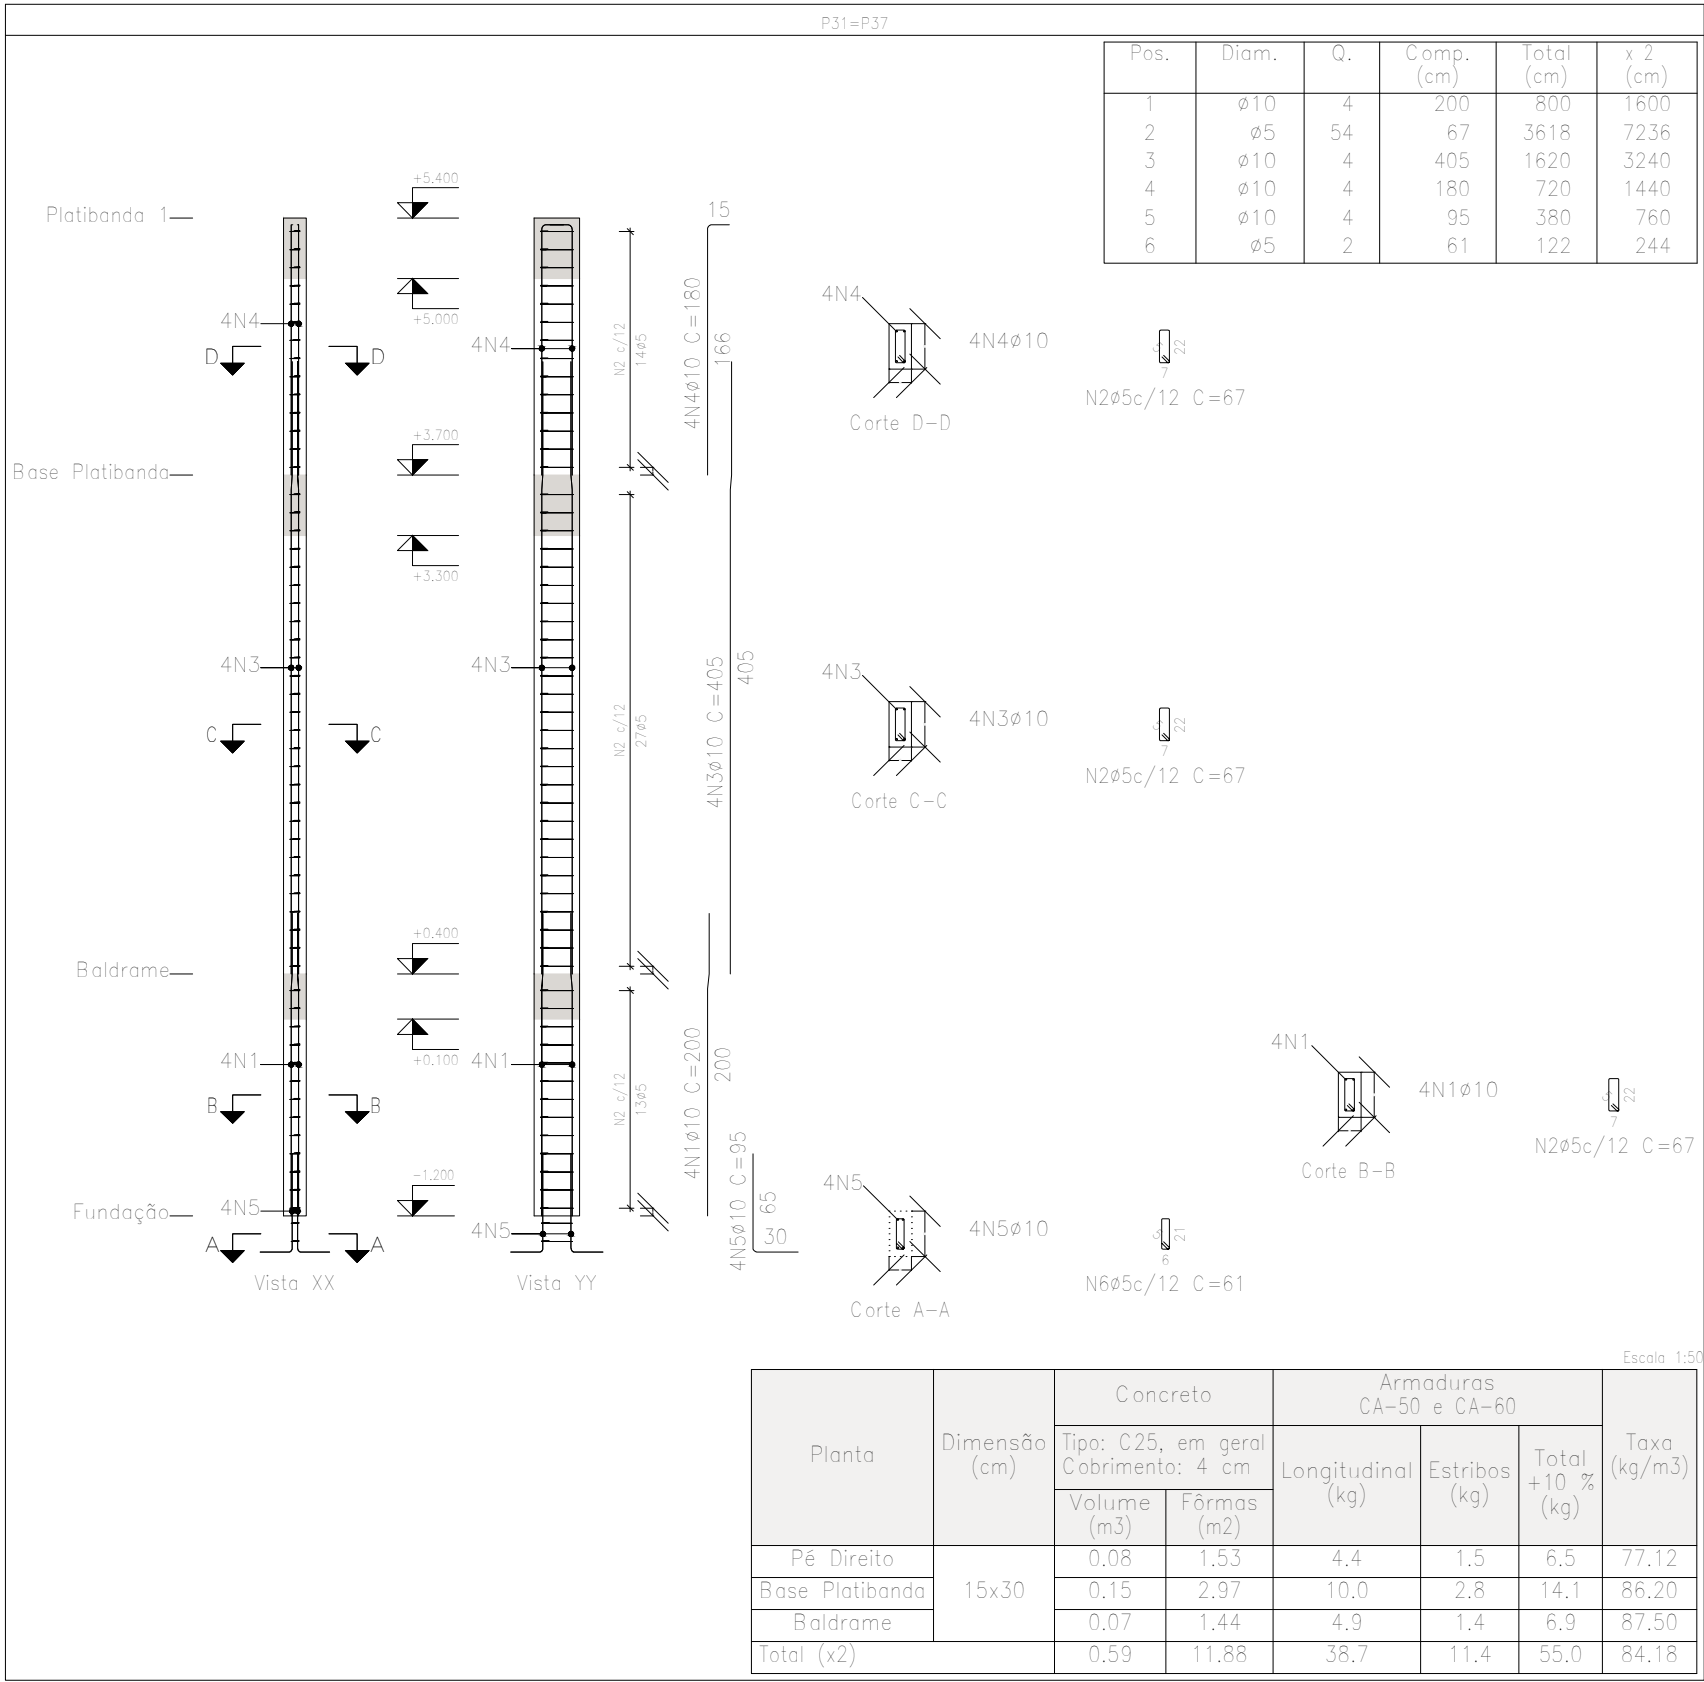 P31=P37
Pos. Diam. Q. Comp. (cm) Total (cm) x 2 (cm)
1 ø10 4 200 800 1600
2 ø5 54 67 3618 7236
3 ø10 4 405 1620 3240
4 ø10 4 180 720 1440
5 ø10 4 95 380 760
6 ø5 2 61 122 244
Platibanda 1
+5.400
+5.000
4N4
4N4
D
D
N2 c/12
14ø5
15
4N4ø10 C=180
166
4N4
4N4ø10
Corte D-D
22
7
N2ø5c/12 C=67
Base Platibanda
+3.700
+3.300
4N3
4N3
C
C
N2 c/12
27ø5
4N3ø10 C=405
405
4N3
4N3ø10
Corte C-C
22
7
N2ø5c/12 C=67
Baldrame
+0.400
+0.100
4N1
4N1
B
B
N2 c/12
13ø5
4N1ø10 C=200
200
4N1
4N1ø10
Corte B-B
22
7
N2ø5c/12 C=67
Fundação
-1.200
4N5
4N5
A
A
4N5ø10 C=95
65
30
4N5
4N5ø10
Corte A-A
21
6
N6ø5c/12 C=61
Vista XX
Vista YY
Escala 1:50
Planta
Dimensão
(cm)
Concreto
Tipo: C25, em geral
Cobrimento: 4 cm
Volume
(m3)
Fôrmas
(m2)
Armaduras
CA-50 e CA-60
Longitudinal
(kg)
Estribos
(kg)
Total
+10 %
(kg)
Taxa
(kg/m3)
Pé Direito 0.08 1.53 4.4 1.5 6.5 77.12
Base Platibanda 15x30 0.15 2.97 10.0 2.8 14.1 86.20
Baldrame 0.07 1.44 4.9 1.4 6.9 87.50
Total (x2) 0.59 11.88 38.7 11.4 55.0 84.18